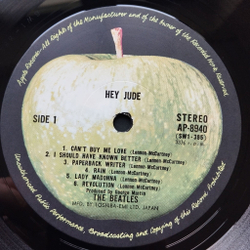 Apple Records · All rights of the Manufacturer and of the Owner of the Recorded Work Reserved
HEY JUDE
STEREO
SIDE 1
AP-8940
(SW1-385)
1. CAN'T BUY ME LOVE (Lennon-McCartney)
2. I SHOULD HAVE KNOWN BETTER (Lennon-McCartney)
3. PAPERBACK WRITER (Lennon-McCartney)
4. RAIN (Lennon-McCartney)
5. LADY MADONNA (Lennon-McCartney)
6. REVOLUTION (Lennon-McCartney)
Produced by George Martin
THE BEATLES
MFD. BY TOSHIBA-EMI LTD. JAPAN
Unauthorised Public Performance, Broadcasting and Copying of this Record Prohibited